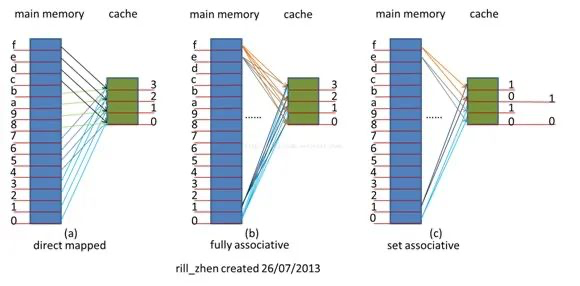 main memory cache
f
e
d
c
b
a
9
8
7
6
5
4
3
2
1
0
3
2
1
0
(a)
direct mapped
main memory cache
f
e
d
c
b
a
9
8
7
6
5
4
3
2
1
0
......
3
2
1
0
(b)
fully associative
main memory cache
f
e
d
c
b
a
9
8
7
6
5
4
3
2
1
0
......
1
0
1
0
1
0
(c)
set associative
rill_zhen created 26/07/2013